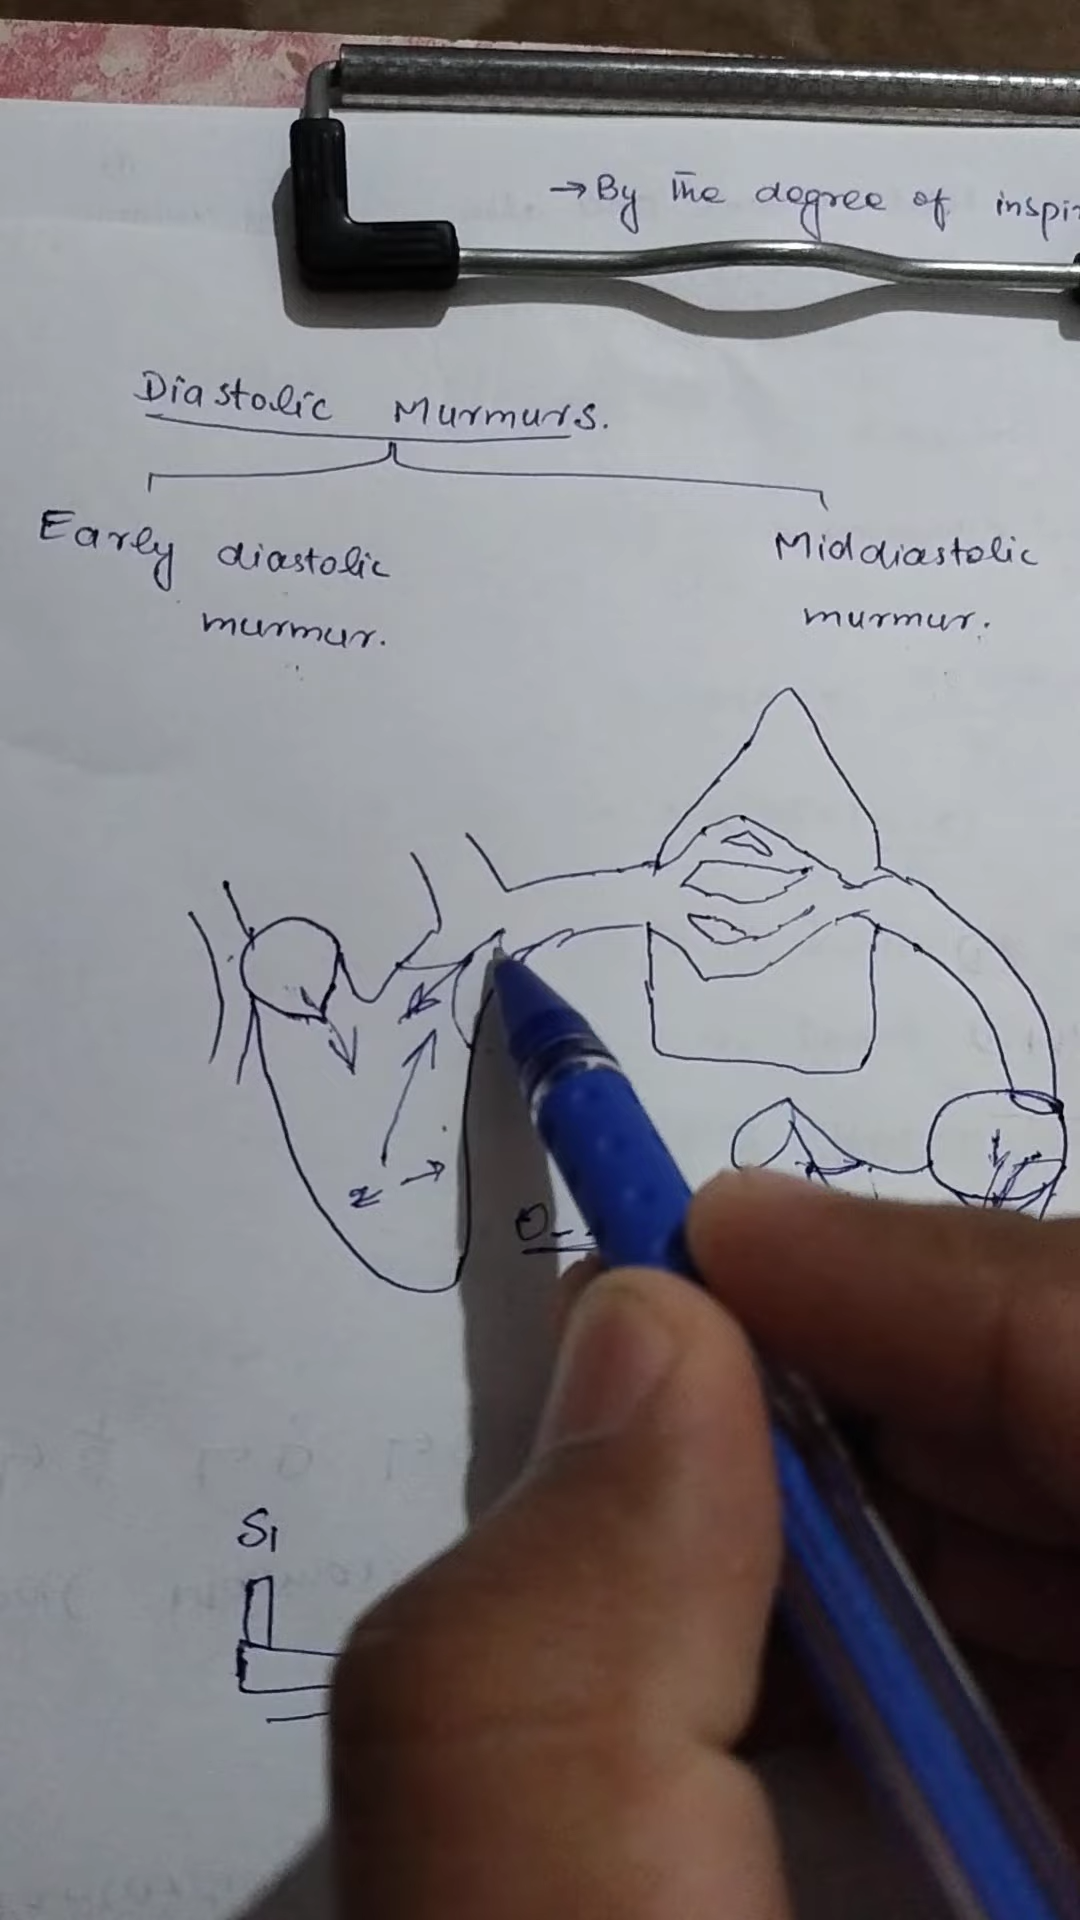 → By the degree of
Diastolic Murmurs.
Early diastolic
murmur.
Middiastolic
murmur.
S1